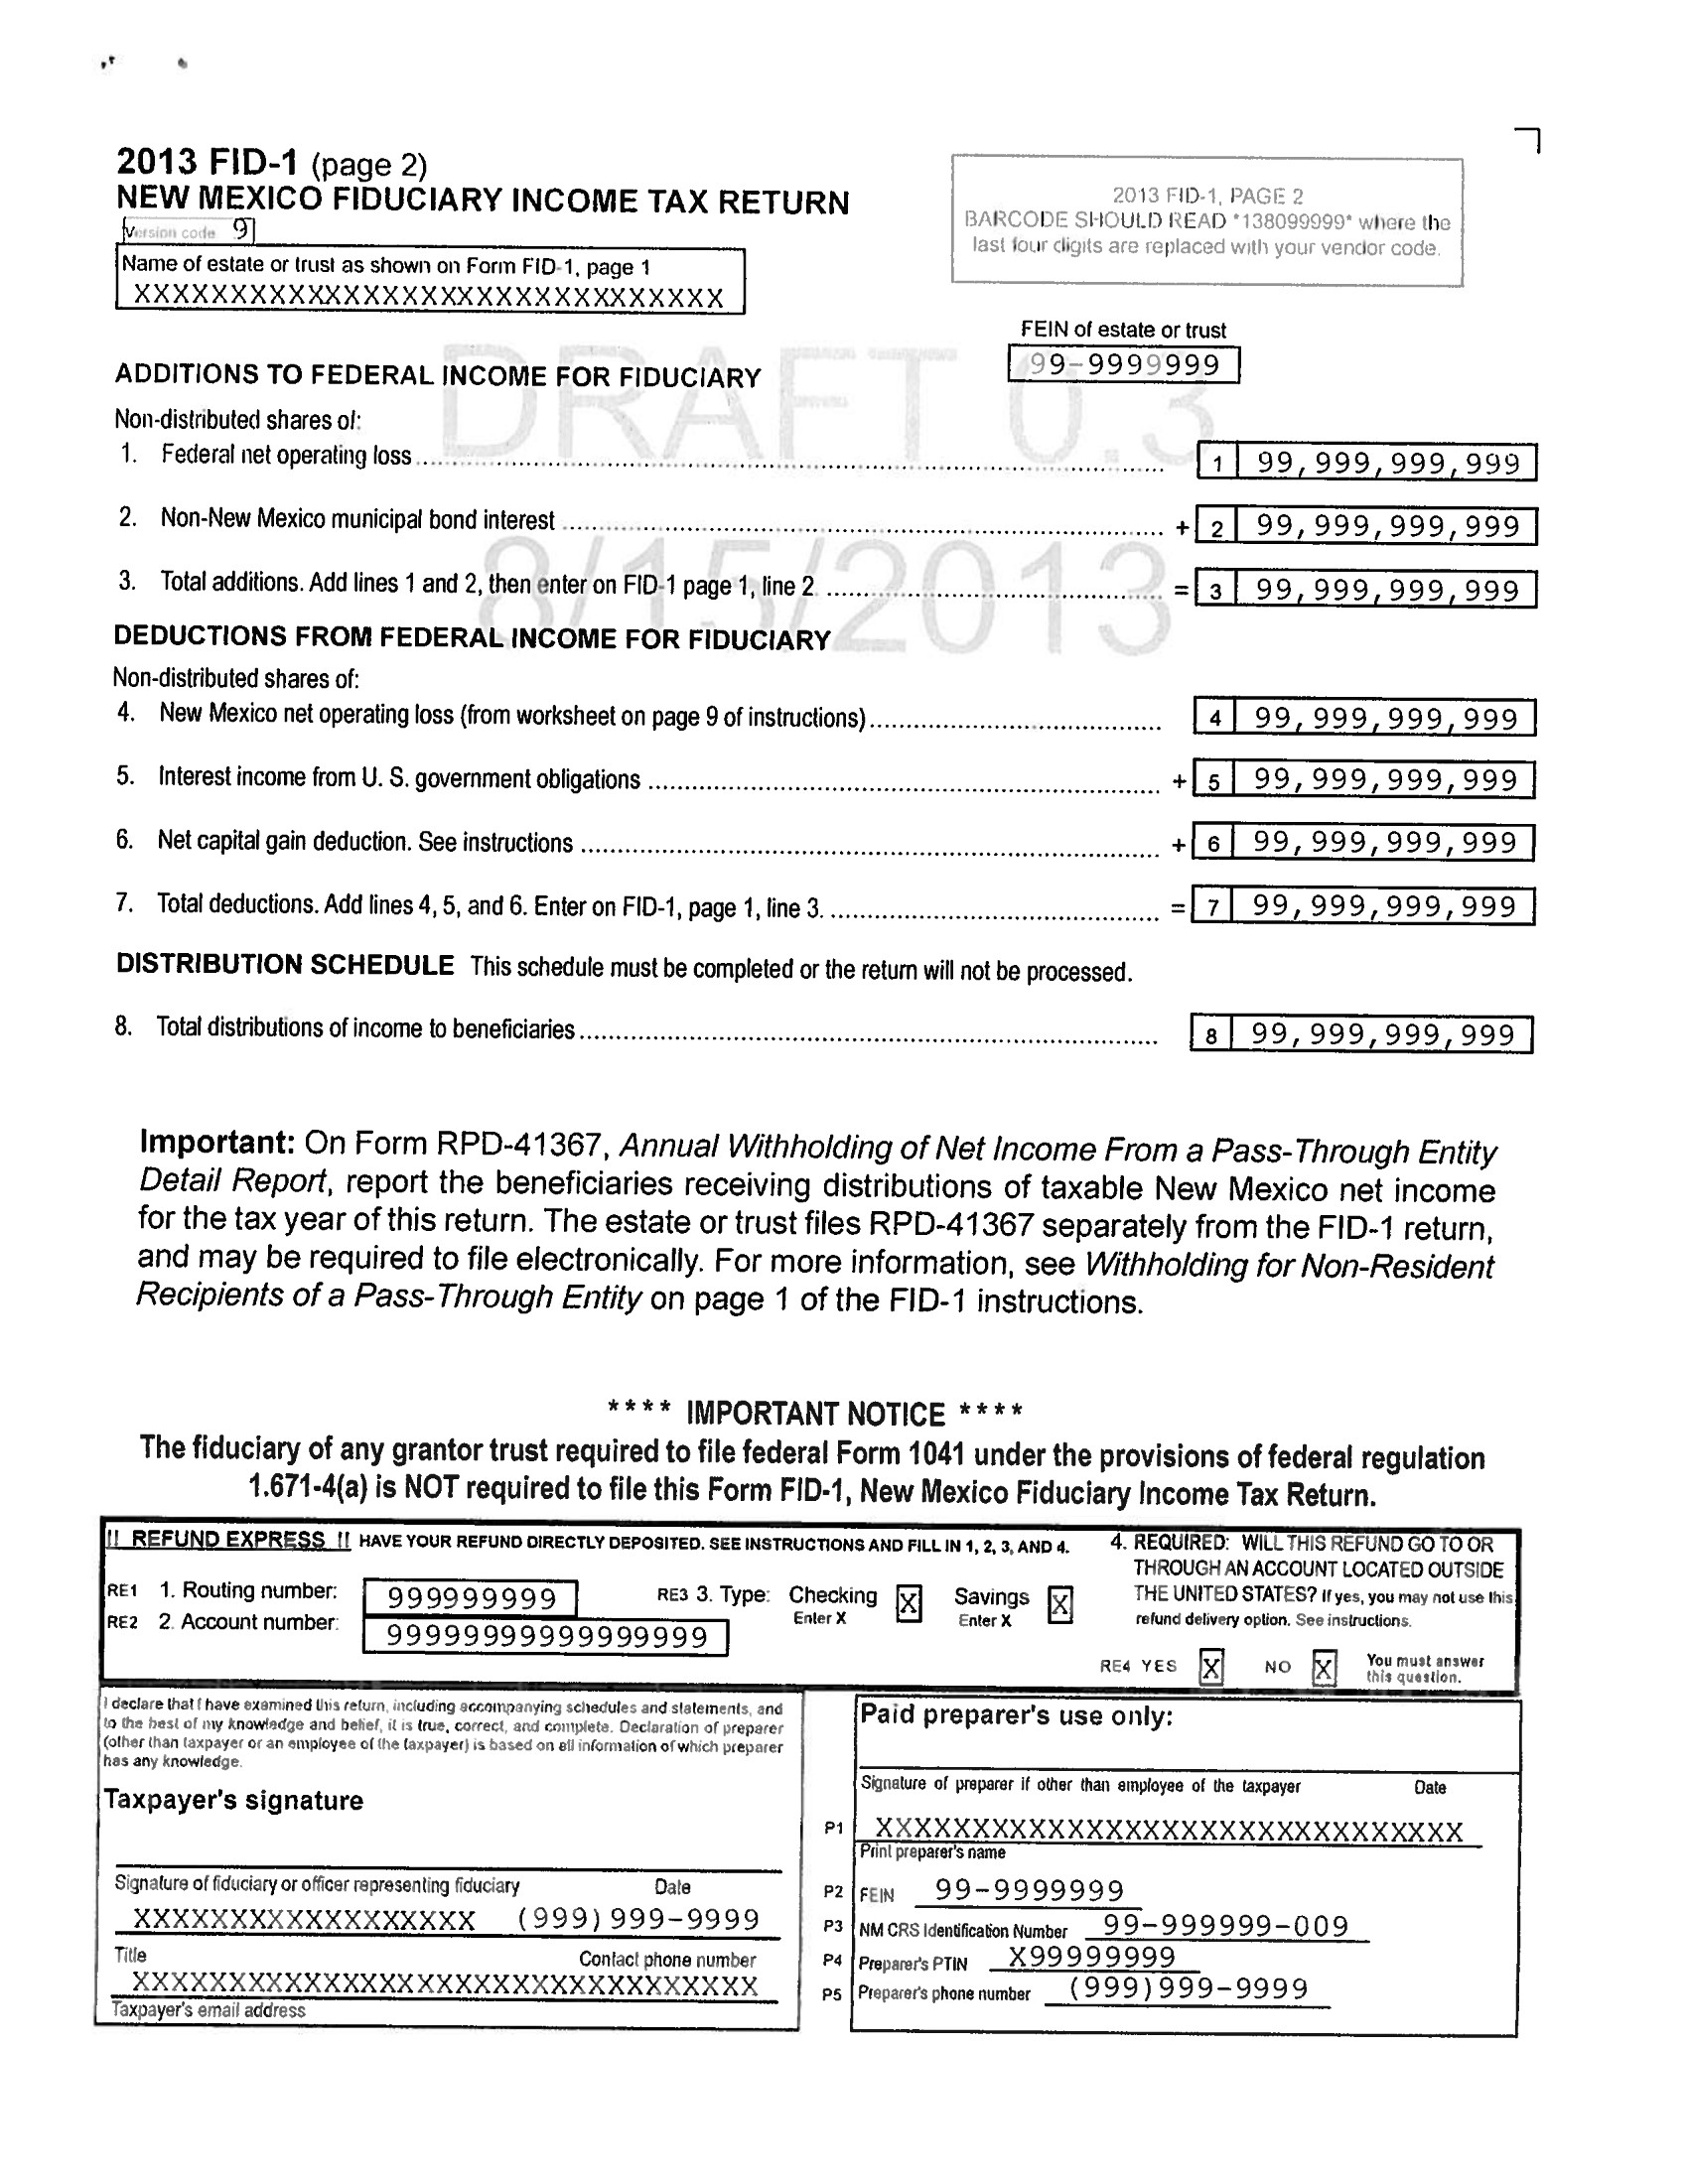 2013 FID-1 (page 2)
NEW MEXICO FIDUCIARY INCOME TAX RETURN
Version code 9
Name of estate or trust as shown on Form FID-1, page 1
XXXXXXXXXXXXXXXXXXXXXXXXXXXXXXX
2013 FID-1, PAGE 2
BARCODE SHOULD READ *138099999* where the
last four digits are replaced with your vendor code.
FEIN of estate or trust
99-9999999
DRAFT 0.3
8/15/2013
ADDITIONS TO FEDERAL INCOME FOR FIDUCIARY
Non-distributed shares of:
1. Federal net operating loss 1 99,999,999,999
2. Non-New Mexico municipal bond interest + 2 99,999,999,999
3. Total additions. Add lines 1 and 2, then enter on FID-1 page 1, line 2 = 3 99,999,999,999
DEDUCTIONS FROM FEDERAL INCOME FOR FIDUCIARY
Non-distributed shares of:
4. New Mexico net operating loss (from worksheet on page 9 of instructions) 4 99,999,999,999
5. Interest income from U. S. government obligations + 5 99,999,999,999
6. Net capital gain deduction. See instructions + 6 99,999,999,999
7. Total deductions. Add lines 4, 5, and 6. Enter on FID-1, page 1, line 3. = 7 99,999,999,999
DISTRIBUTION SCHEDULE This schedule must be completed or the return will not be processed.
8. Total distributions of income to beneficiaries 8 99,999,999,999
Important: On Form RPD-41367, Annual Withholding of Net Income From a Pass-Through Entity
Detail Report, report the beneficiaries receiving distributions of taxable New Mexico net income
for the tax year of this return. The estate or trust files RPD-41367 separately from the FID-1 return,
and may be required to file electronically. For more information, see Withholding for Non-Resident
Recipients of a Pass-Through Entity on page 1 of the FID-1 instructions.
**** IMPORTANT NOTICE ****
The fiduciary of any grantor trust required to file federal Form 1041 under the provisions of federal regulation
1.671-4(a) is NOT required to file this Form FID-1, New Mexico Fiduciary Income Tax Return.
!! REFUND EXPRESS !! HAVE YOUR REFUND DIRECTLY DEPOSITED. SEE INSTRUCTIONS AND FILL IN 1, 2, 3, AND 4.
RE1 1. Routing number: 999999999
RE2 2. Account number: 99999999999999999
RE3 3. Type: Checking X Savings X
Enter X Enter X
4. REQUIRED: WILL THIS REFUND GO TO OR
THROUGH AN ACCOUNT LOCATED OUTSIDE
THE UNITED STATES? If yes, you may not use this
refund delivery option. See instructions.
RE4 YES X NO X You must answer
this question.
I declare that I have examined this return, including accompanying schedules and statements, and
to the best of my knowledge and belief, it is true, correct, and complete. Declaration of preparer
(other than taxpayer or an employee of the taxpayer) is based on all information of which preparer
has any knowledge.
Taxpayer's signature
Signature of fiduciary or officer representing fiduciary Date
XXXXXXXXXXXXXXXXXX (999)999-9999
Title Contact phone number
XXXXXXXXXXXXXXXXXXXXXXXXXXXXXXXXX
Taxpayer's email address
Paid preparer's use only:
Signature of preparer if other than employee of the taxpayer Date
P1 XXXXXXXXXXXXXXXXXXXXXXXXXXXXXXX
Print preparer's name
P2 FEIN 99-9999999
P3 NM CRS Identification Number 99-999999-009
P4 Preparer's PTIN X99999999
P5 Preparer's phone number (999)999-9999